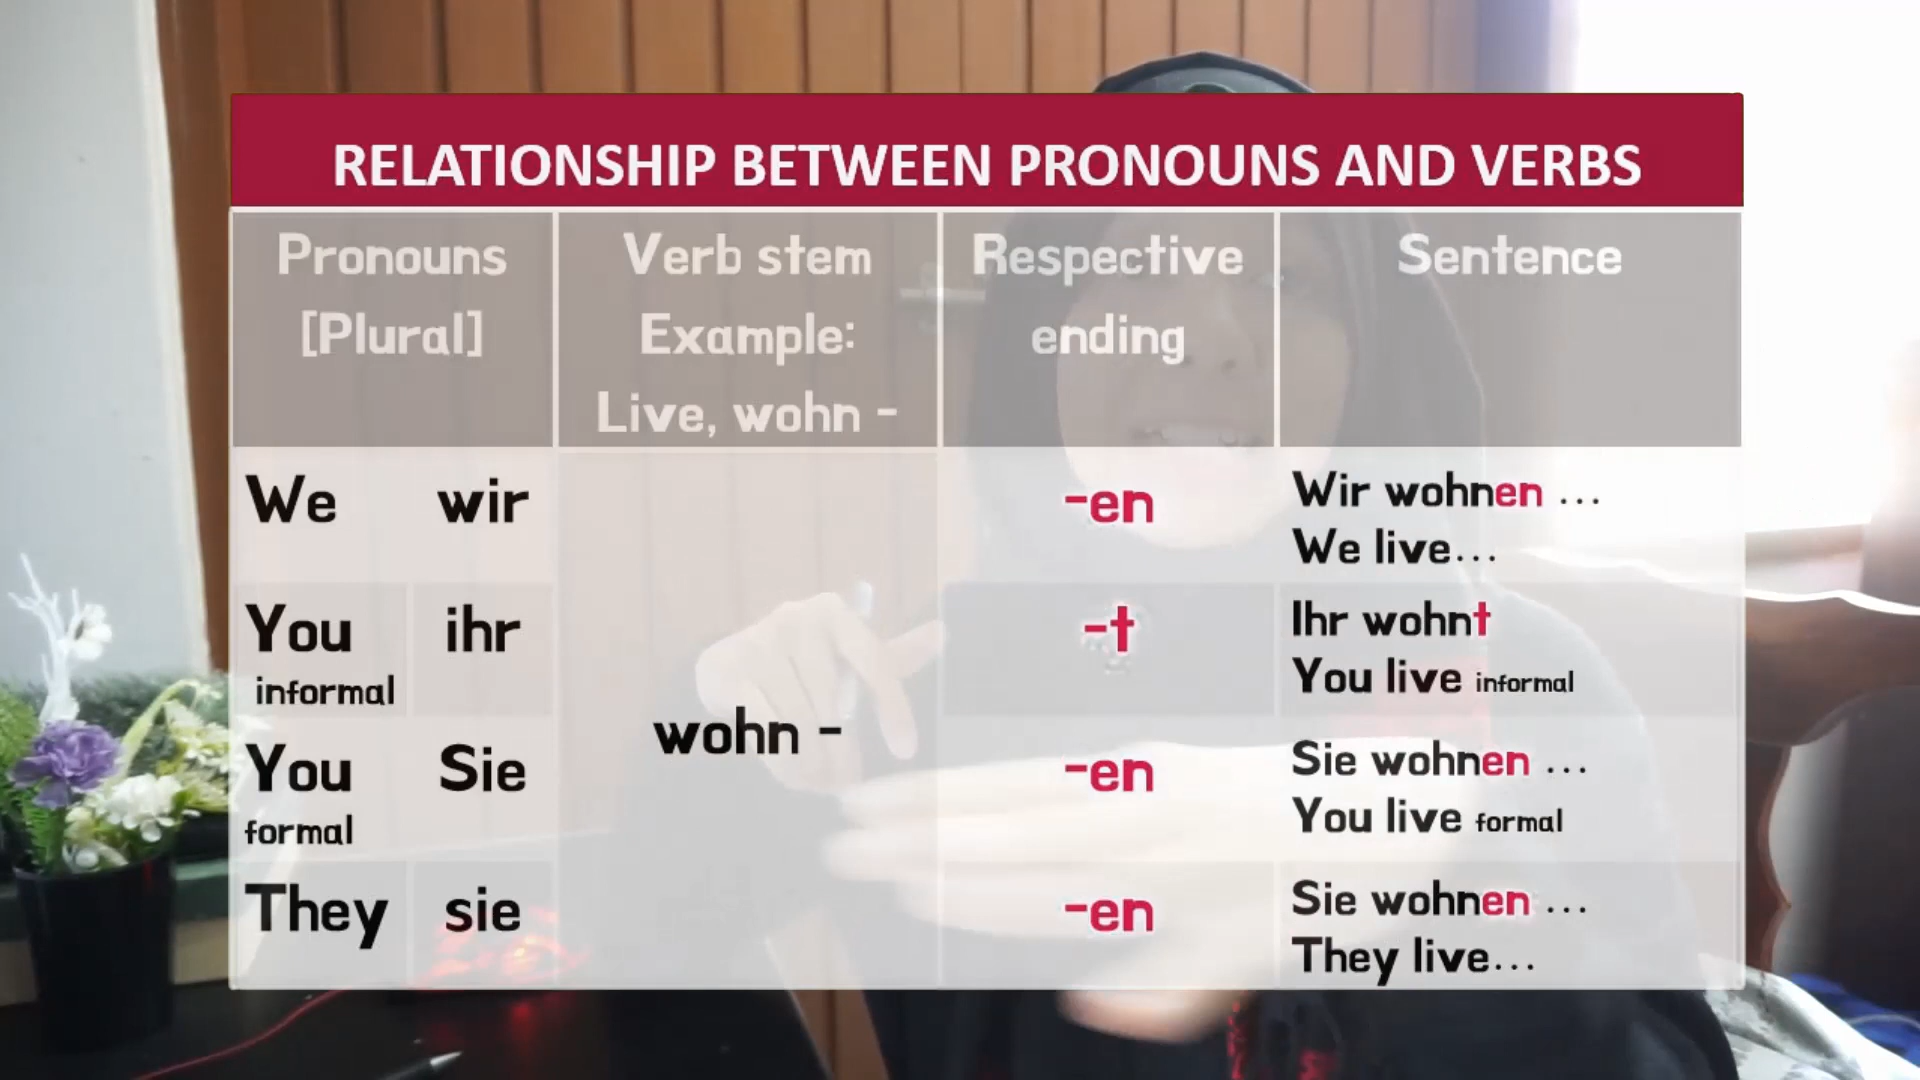 RELATIONSHIP BETWEEN PRONOUNS AND VERBS
Pronouns
[Plural]
Verb stem
Example:
Live, wohn -
Respective
ending
Sentence
We wir
wohn -
-en
Wir wohnen ...
We live...
You ihr
informal
-t
Ihr wohnt
You live informal
You Sie
formal
-en
Sie wohnen ...
You live formal
They sie
-en
Sie wohnen ...
They live...